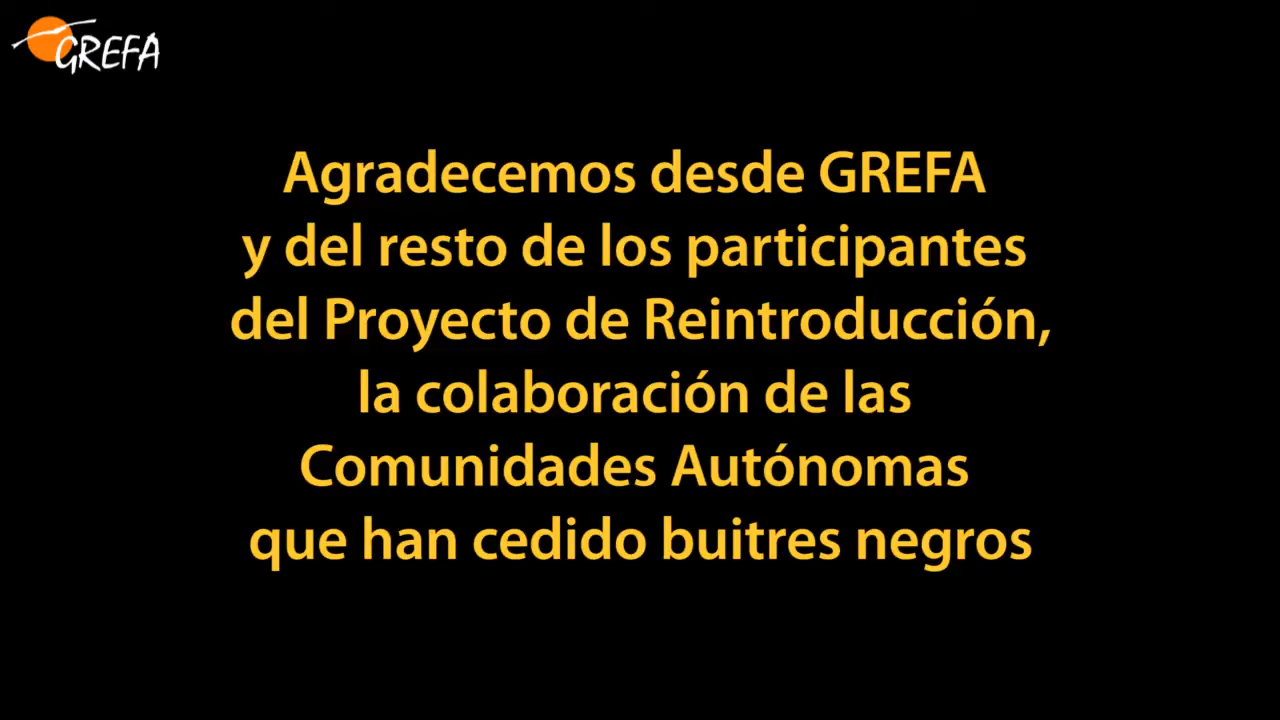 GREFA
Agradecemos desde GREFA
y del resto de los participantes
del Proyecto de Reintroducción,
la colaboración de las
Comunidades Autónomas
que han cedido buitres negros